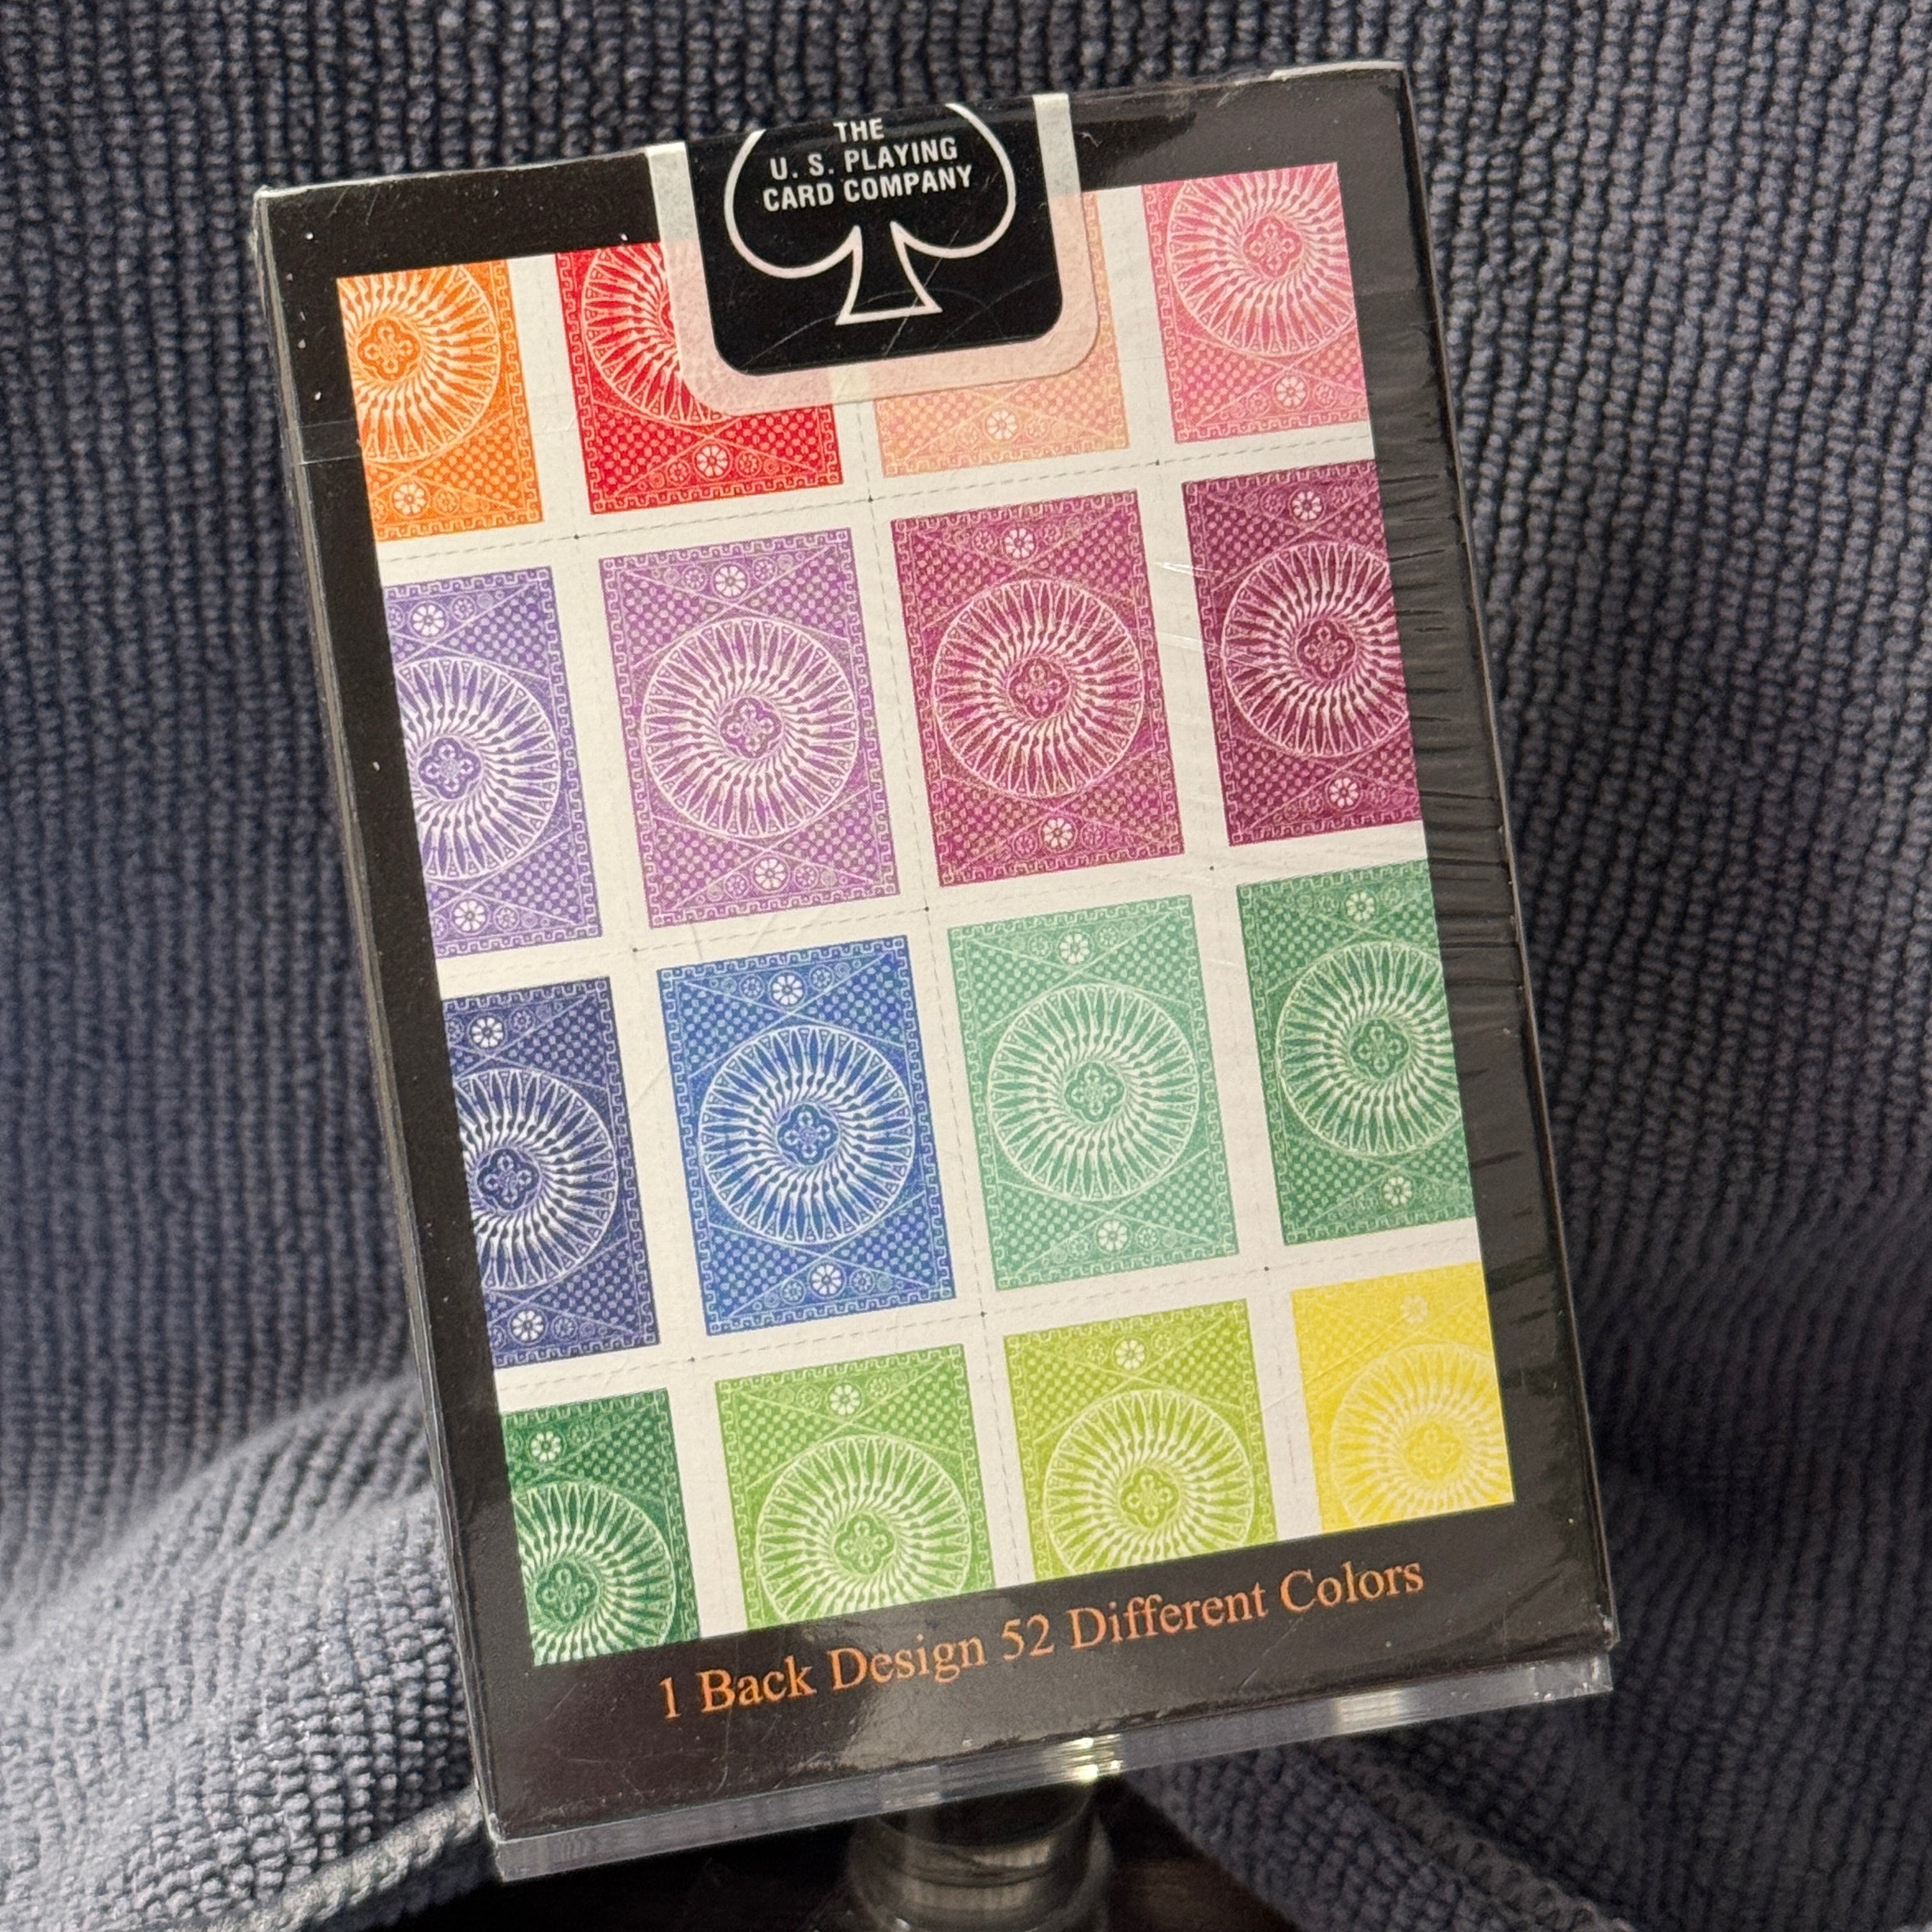 THE
U. S. PLAYING
CARD COMPANY
1 Back Design 52 Different Colors